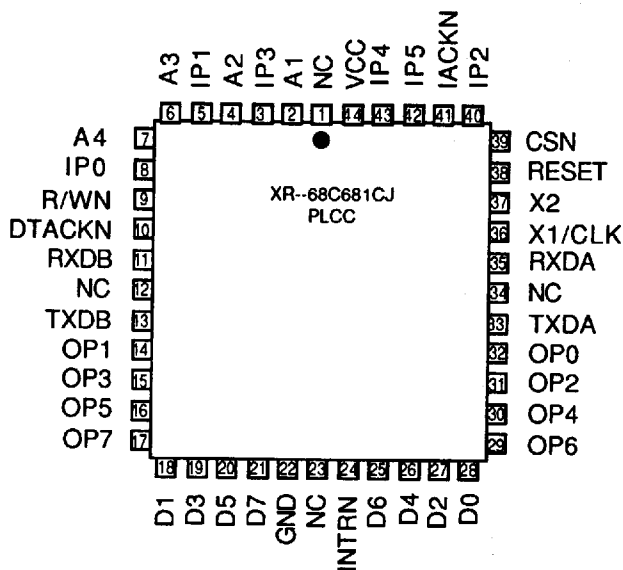 A3 IP1 A2 IP3 A1 NC VCC IP4 IP5 IACKN IP2
6 5 4 3 2 1 44 43 42 41 40
A4 7
IP0 8
R/WN 9
DTACKN 10
RXDB 11
NC 12
TXDB 13
OP1 14
OP3 15
OP5 16
OP7 17
XR--68C681CJ
PLCC
39 CSN
38 RESET
37 X2
36 X1/CLK
35 RXDA
34 NC
33 TXDA
32 OP0
31 OP2
30 OP4
29 OP6
18 19 20 21 22 23 24 25 26 27 28
D1 D3 D5 D7 GND NC INTRN D6 D4 D2 D0